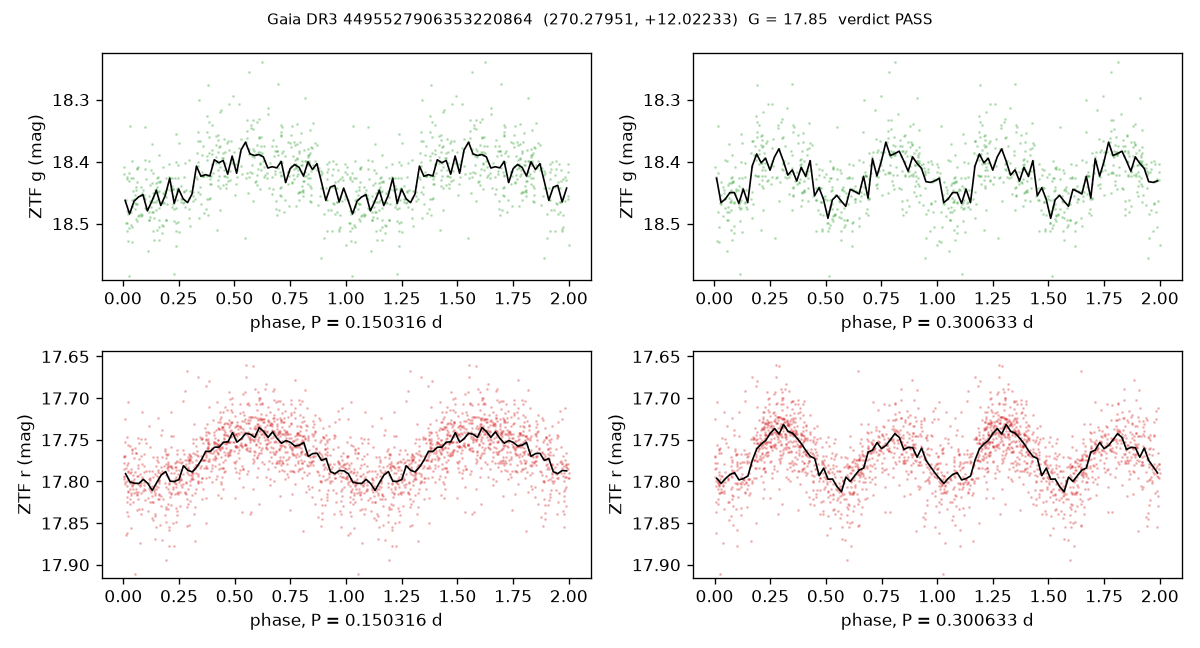 Gaia DR3 4495527906353220864 (270.27951, +12.02233) G = 17.85 verdict PASS
ZTF g (mag)
18.3
18.4
18.5
0.00 0.25 0.50 0.75 1.00 1.25 1.50 1.75 2.00
phase, P = 0.150316 d
ZTF g (mag)
18.3
18.4
18.5
0.00 0.25 0.50 0.75 1.00 1.25 1.50 1.75 2.00
phase, P = 0.300633 d
ZTF r (mag)
17.65
17.70
17.75
17.80
17.85
17.90
0.00 0.25 0.50 0.75 1.00 1.25 1.50 1.75 2.00
phase, P = 0.150316 d
ZTF r (mag)
17.65
17.70
17.75
17.80
17.85
17.90
0.00 0.25 0.50 0.75 1.00 1.25 1.50 1.75 2.00
phase, P = 0.300633 d